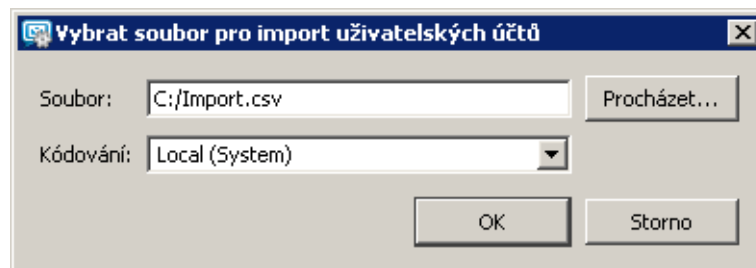 Vybrat soubor pro import uživatelských účtů
Soubor: C:/Import.csv Procházet...
Kódování: Local (System)
OK Storno